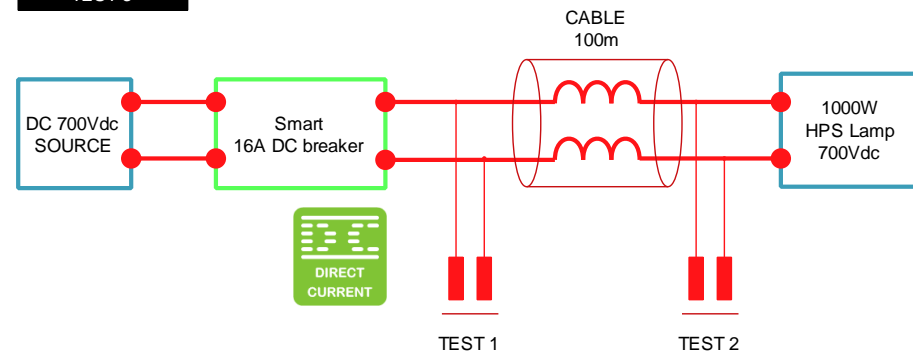 CABLE
100m
DC 700Vdc
SOURCE
Smart
16A DC breaker
1000W
HPS Lamp
700Vdc
DC
DIRECT
CURRENT
TEST 1
TEST 2